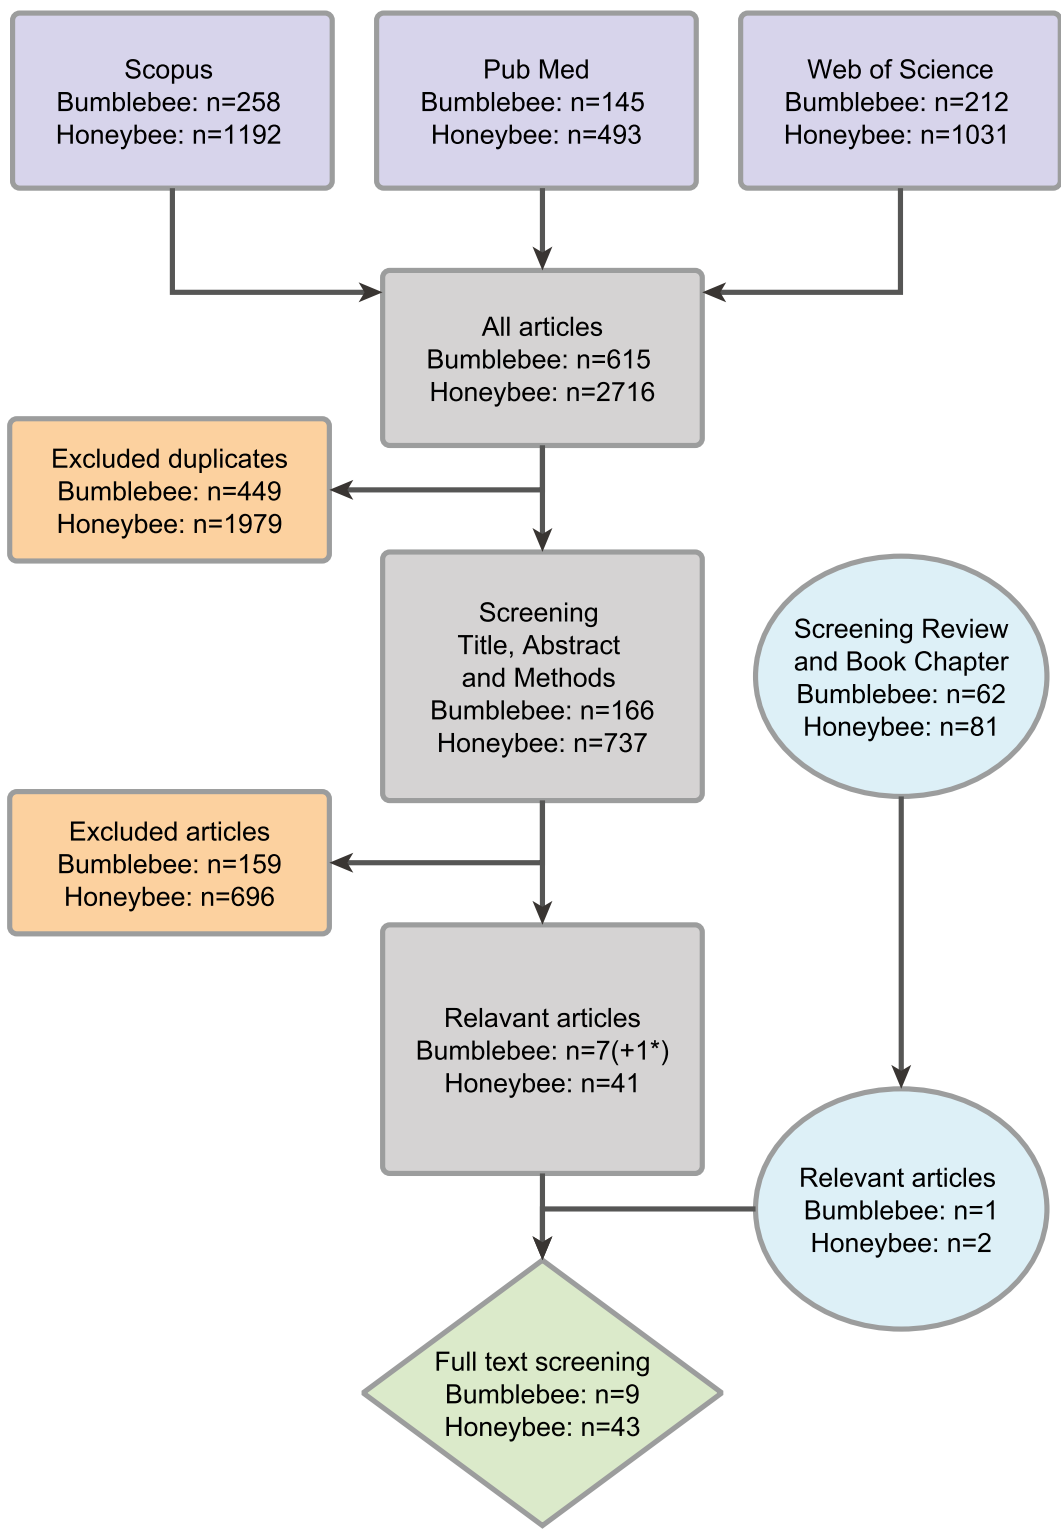 Scopus
Bumblebee: n=258
Honeybee: n=1192
Pub Med
Bumblebee: n=145
Honeybee: n=493
Web of Science
Bumblebee: n=212
Honeybee: n=1031
All articles
Bumblebee: n=615
Honeybee: n=2716
Excluded duplicates
Bumblebee: n=449
Honeybee: n=1979
Screening
Title, Abstract
and Methods
Bumblebee: n=166
Honeybee: n=737
Screening Review
and Book Chapter
Bumblebee: n=62
Honeybee: n=81
Excluded articles
Bumblebee: n=159
Honeybee: n=696
Relavant articles
Bumblebee: n=7(+1*)
Honeybee: n=41
Relevant articles
Bumblebee: n=1
Honeybee: n=2
Full text screening
Bumblebee: n=9
Honeybee: n=43